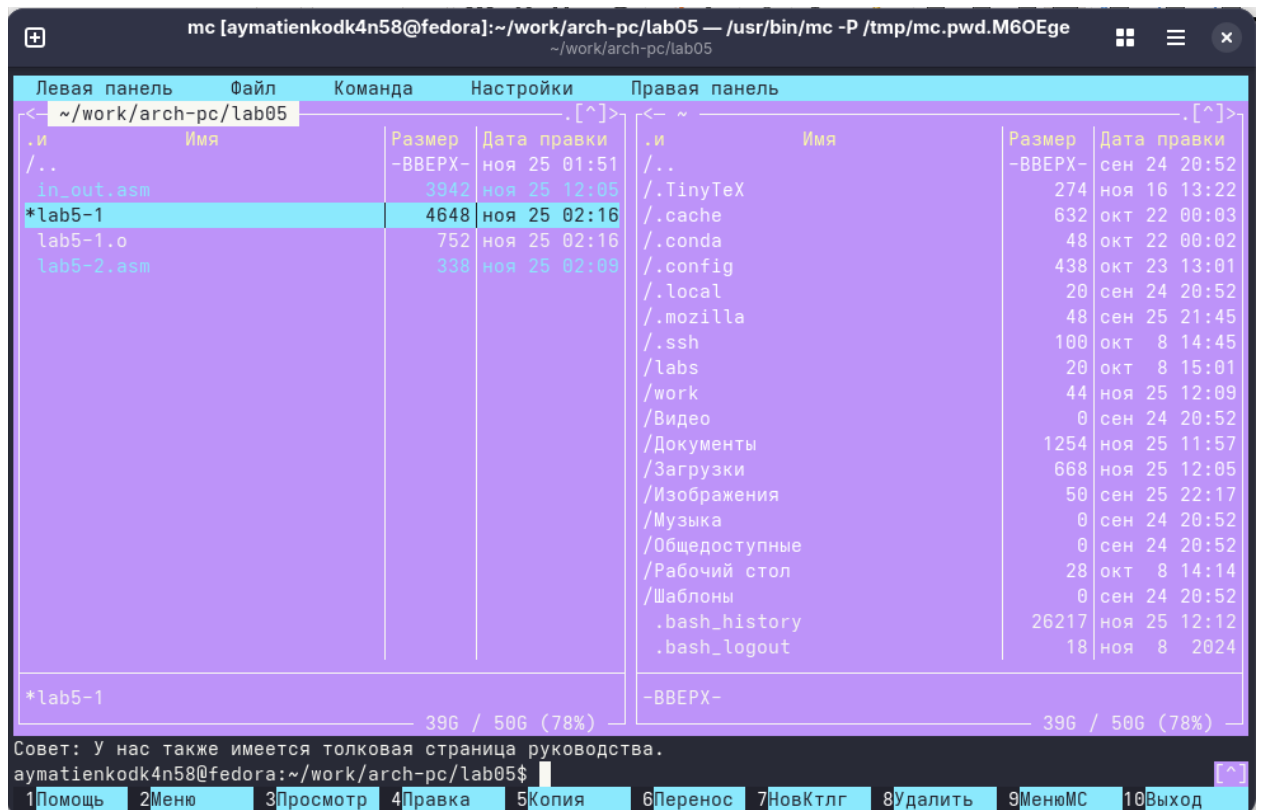 mc [aymatienkodk4n58@fedora]:~/work/arch-pc/lab05 — /usr/bin/mc -P /tmp/mc.pwd.M6OEge
~/work/arch-pc/lab05
Левая панель Файл Команда Настройки Правая панель
<— ~/work/arch-pc/lab05 .[^]>
.и Имя Размер Дата правки
/.. -ВВЕРХ- ноя 25 01:51
in_out.asm 3942 ноя 25 12:05
*lab5-1 4648 ноя 25 02:16
lab5-1.o 752 ноя 25 02:16
lab5-2.asm 338 ноя 25 02:09
*lab5-1
39G / 50G (78%)
<— ~ .[^]>
.и Имя Размер Дата правки
/.. -ВВЕРХ- сен 24 20:52
/.TinyTeX 274 ноя 16 13:22
/.cache 632 окт 22 00:03
/.conda 48 окт 22 00:02
/.config 438 окт 23 13:01
/.local 20 сен 24 20:52
/.mozilla 48 сен 25 21:45
/.ssh 100 окт 8 14:45
/labs 20 окт 8 15:01
/work 44 ноя 25 12:09
/Видео 0 сен 24 20:52
/Документы 1254 ноя 25 11:57
/Загрузки 668 ноя 25 12:05
/Изображения 50 сен 25 22:17
/Музыка 0 сен 24 20:52
/Общедоступные 0 сен 24 20:52
/Рабочий стол 28 окт 8 14:14
/Шаблоны 0 сен 24 20:52
.bash_history 26217 ноя 25 12:12
.bash_logout 18 ноя 8 2024
-ВВЕРХ-
39G / 50G (78%)
Совет: У нас также имеется толковая страница руководства.
aymatienkodk4n58@fedora:~/work/arch-pc/lab05$ [^]
1Помощь 2Меню 3Просмотр 4Правка 5Копия 6Перенос 7НовКтлг 8Удалить 9МенюMC 10Выход